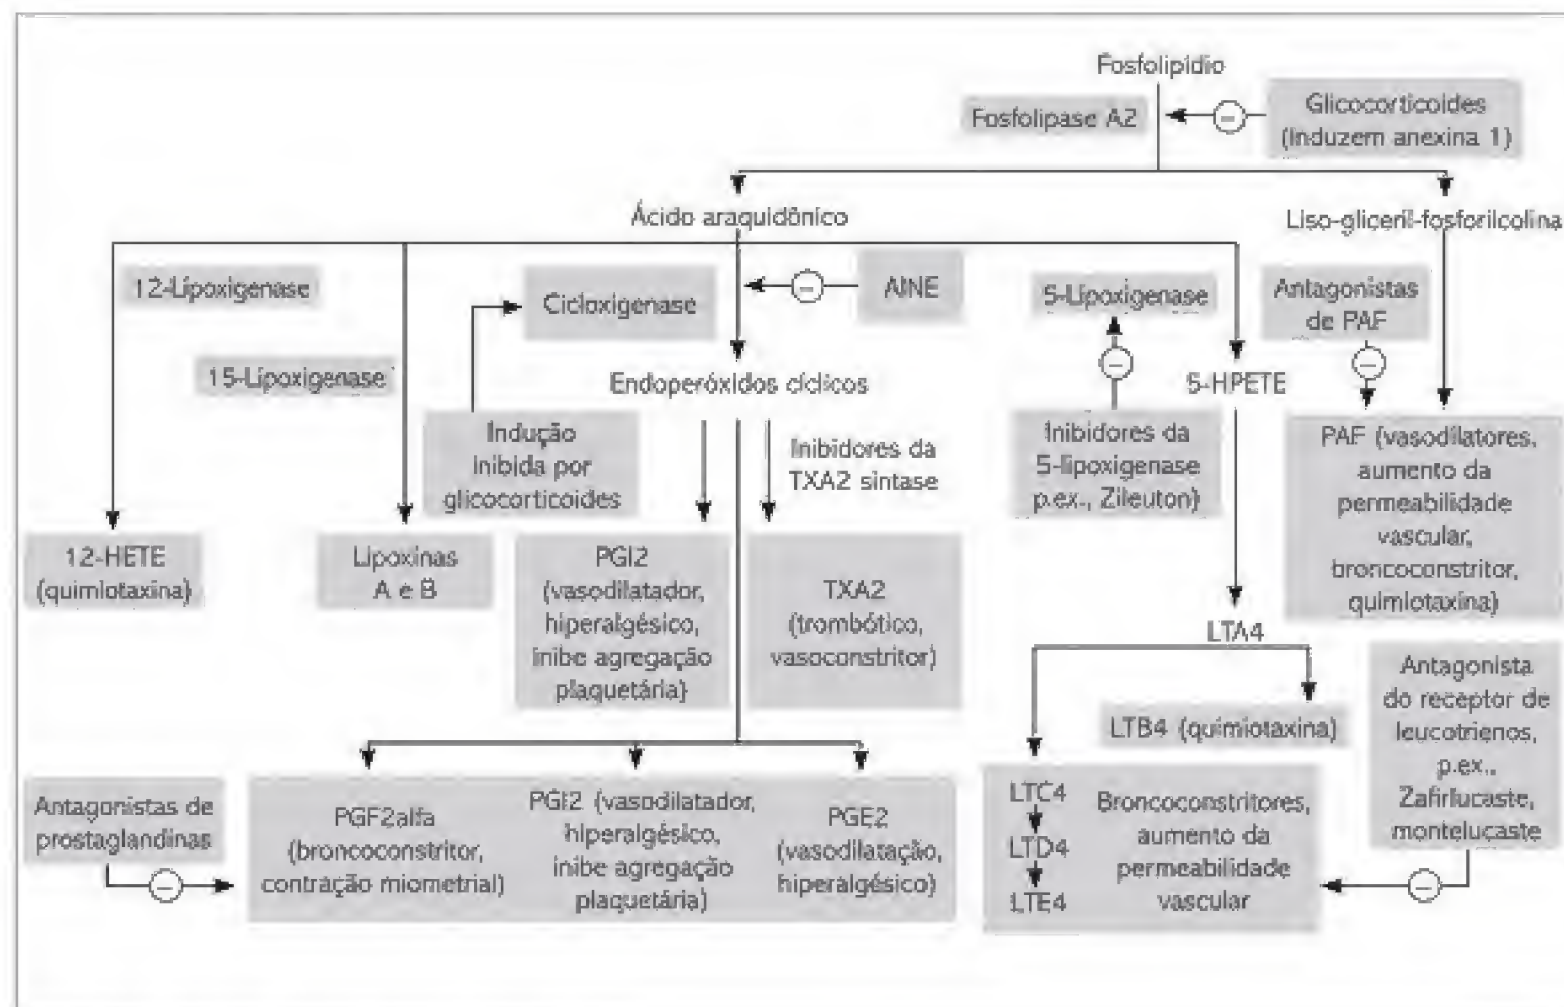 Fosfolipídio
Fosfolipase A2
Glicocorticoides
(induzem anexina 1)
Ácido araquidônico
Liso-gliceril-fosforilcolina
12-Lipoxigenase
Cicloxigenase
AINE
5-Lipoxigenase
Antagonistas
de PAF
15-Lipoxigenase
Endoperóxidos cíclicos
5-HPETE
Indução
inibida por
glicocorticoides
Inibidores da
TXA2 sintase
Inibidores da
5-lipoxigenase
p.ex., Zileuton)
PAF (vasodilatores,
aumento da
permeabilidade
vascular,
broncoconstritor,
quimiotaxina)
12-HETE
(quimiotaxina)
Lipoxinas
A e B
PGI2
(vasodilatador,
hiperalgésico,
inibe agregação
plaquetária)
TXA2
(trombótico,
vasoconstritor)
LTA4
LTB4 (quimiotaxina)
Antagonista
do receptor de
leucotrienos,
p.ex.,
Zafirlucaste,
montelucaste
Antagonistas de
prostaglandinas
PGF2alfa
(broncoconstritor,
contração miometrial)
PGI2 (vasodilatador,
hiperalgésico,
inibe agregação
plaquetária)
PGE2
(vasodilatação,
hiperalgésico)
LTC4
LTD4
LTE4
Broncoconstritores,
aumento da
permeabilidade
vascular